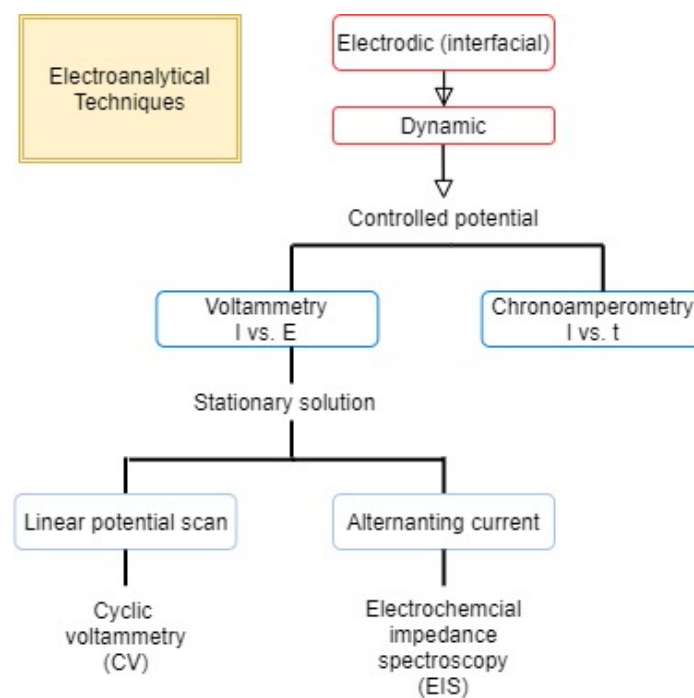 Electroanalytical
Techniques
Electrodic (interfacial)
Dynamic
Controlled potential
Voltammetry
I vs. E
Chronoamperometry
I vs. t
Stationary solution
Linear potential scan
Alternanting current
Cyclic
voltammetry
(CV)
Electrochemcial
impedance
spectroscopy
(EIS)